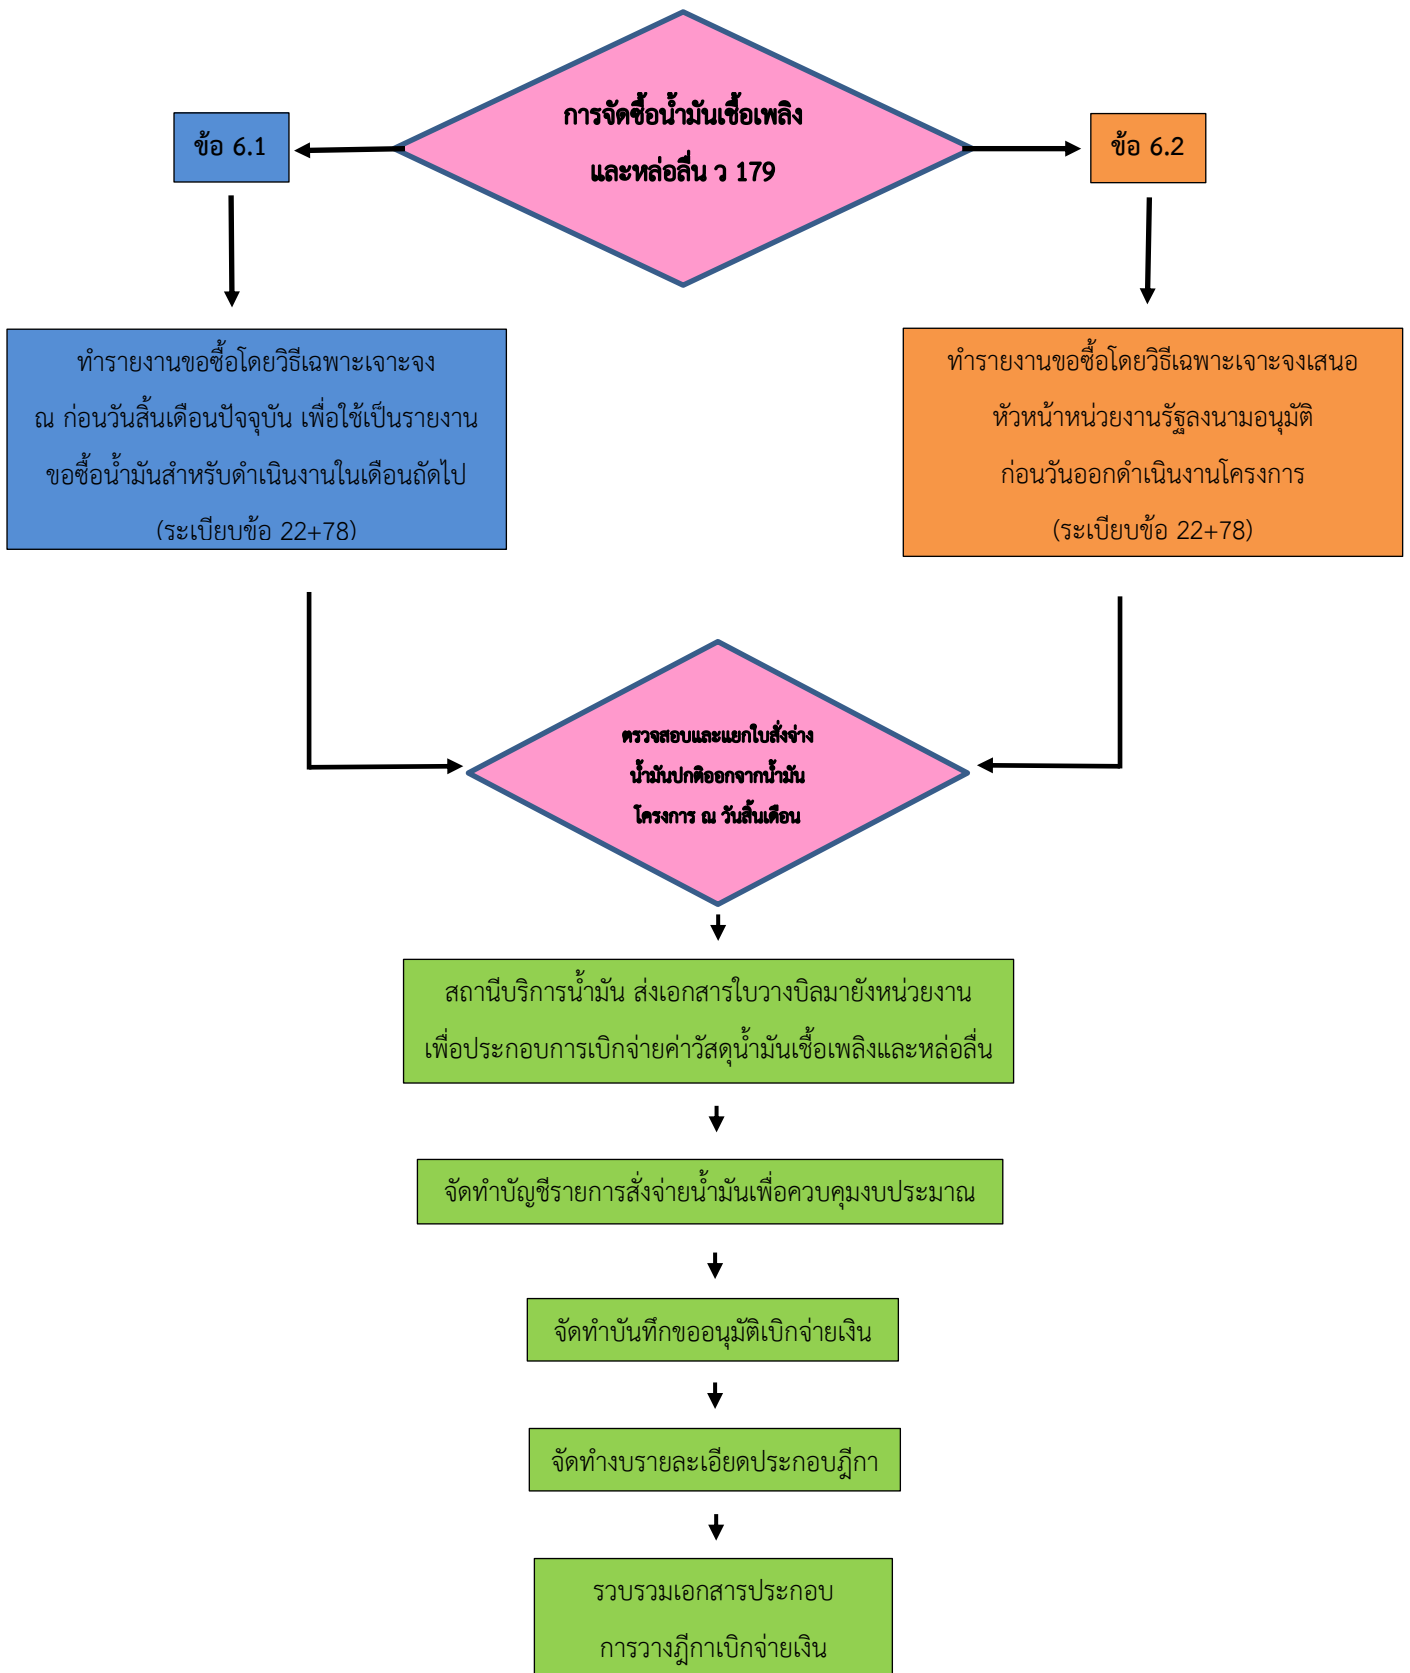 การจัดซื้อน้ำมันเชื้อเพลิง
และหล่อลื่น ว 179
ข้อ 6.1
ข้อ 6.2
ทำรายงานขอซื้อโดยวิธีเฉพาะเจาะจง
ณ ก่อนวันสิ้นเดือนปัจจุบัน เพื่อใช้เป็นรายงาน
ขอซื้อน้ำมันสำหรับดำเนินงานในเดือนถัดไป
(ระเบียบข้อ 22+78)
ทำรายงานขอซื้อโดยวิธีเฉพาะเจาะจงเสนอ
หัวหน้าหน่วยงานรัฐลงนามอนุมัติ
ก่อนวันออกดำเนินงานโครงการ
(ระเบียบข้อ 22+78)
ตรวจสอบและแยกใบสั่งจ่าง
น้ำมันปกติออกจากน้ำมัน
โครงการ ณ วันสิ้นเดือน
สถานีบริการน้ำมัน ส่งเอกสารใบวางบิลมายังหน่วยงาน
เพื่อประกอบการเบิกจ่ายค่าวัสดุน้ำมันเชื้อเพลิงและหล่อลื่น
จัดทำบัญชีรายการสั่งจ่ายน้ำมันเพื่อควบคุมงบประมาณ
จัดทำบันทึกขออนุมัติเบิกจ่ายเงิน
จัดทำงบรายละเอียดประกอบฎีกา
รวบรวมเอกสารประกอบ
การวางฎีกาเบิกจ่ายเงิน